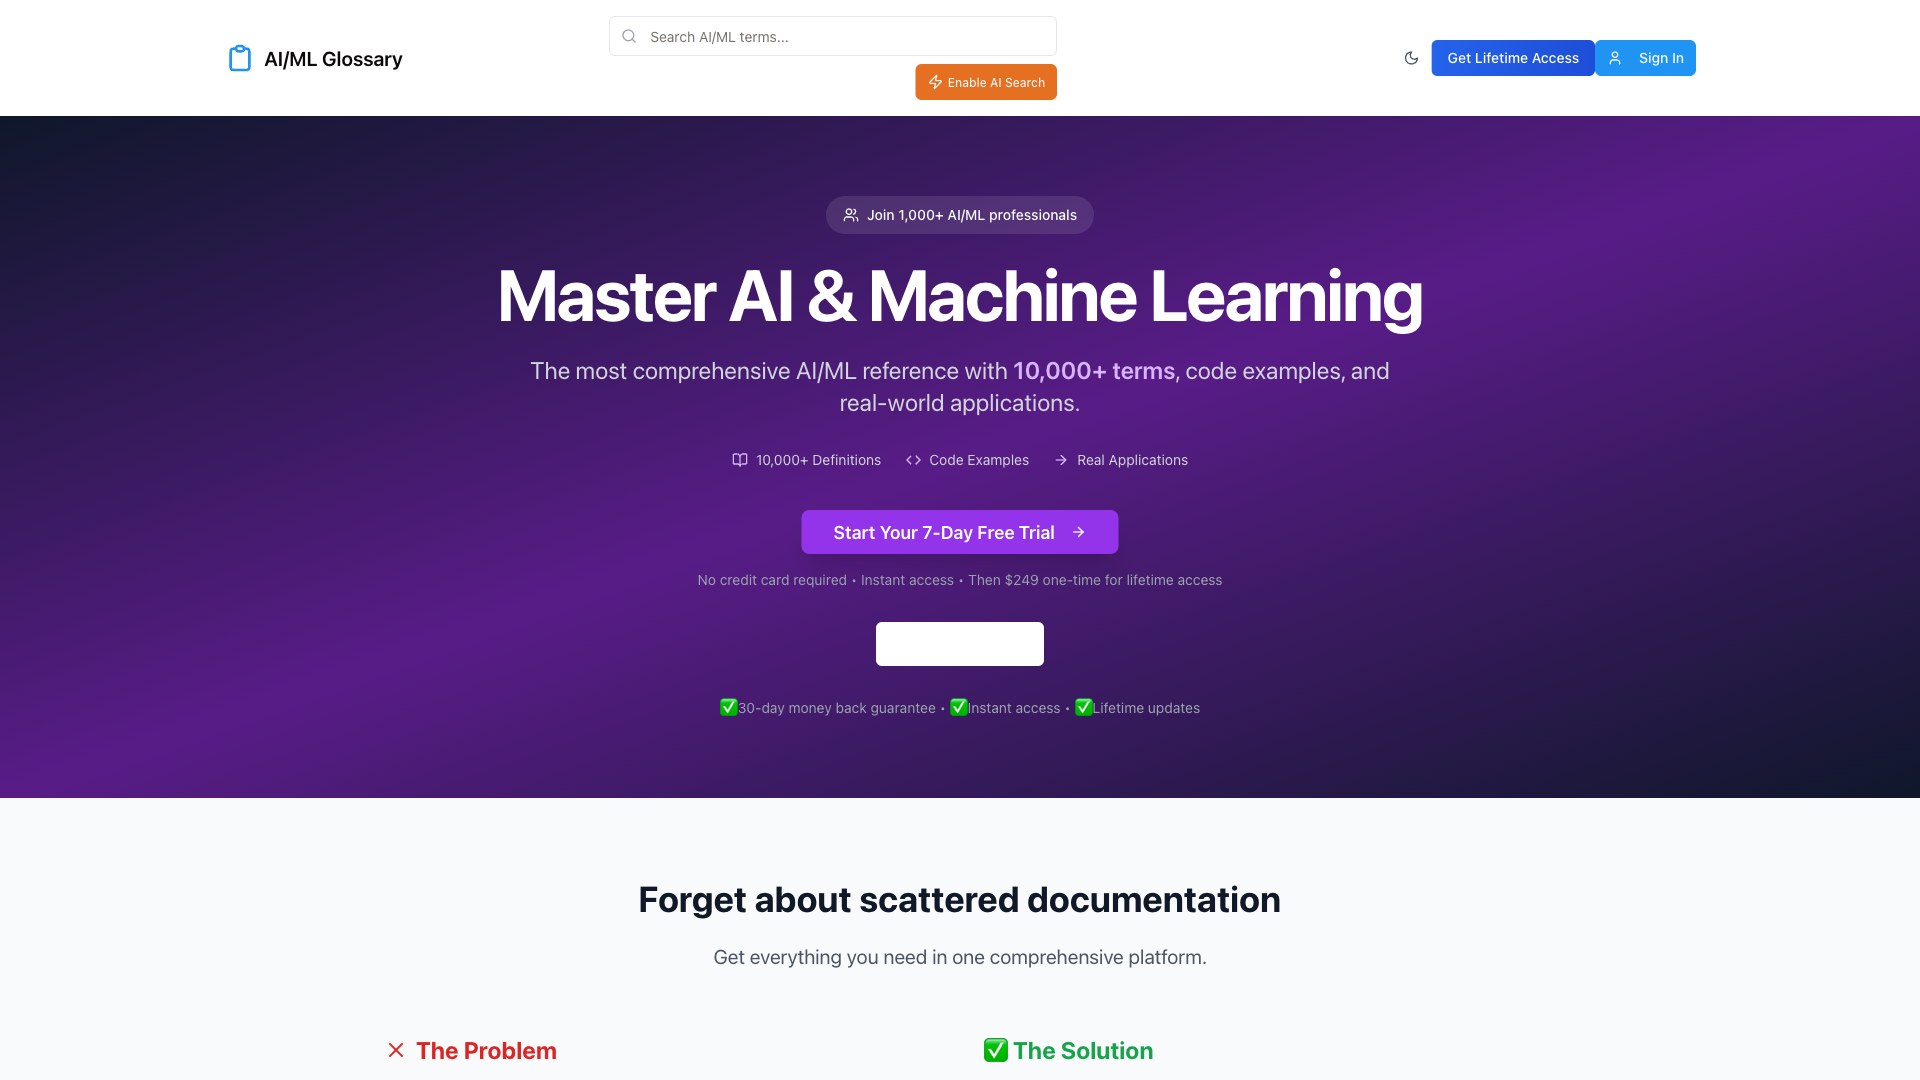 AI/ML Glossary
Search AI/ML terms...
Enable AI Search
Get Lifetime Access
Sign In
Join 1,000+ AI/ML professionals
Master AI & Machine Learning
The most comprehensive AI/ML reference with 10,000+ terms, code examples, and
real-world applications.
10,000+ Definitions
Code Examples
Real Applications
Start Your 7-Day Free Trial
No credit card required • Instant access • Then $249 one-time for lifetime access
✅30-day money back guarantee • ✅Instant access • ✅Lifetime updates
Forget about scattered documentation
Get everything you need in one comprehensive platform.
The Problem
✅ The Solution